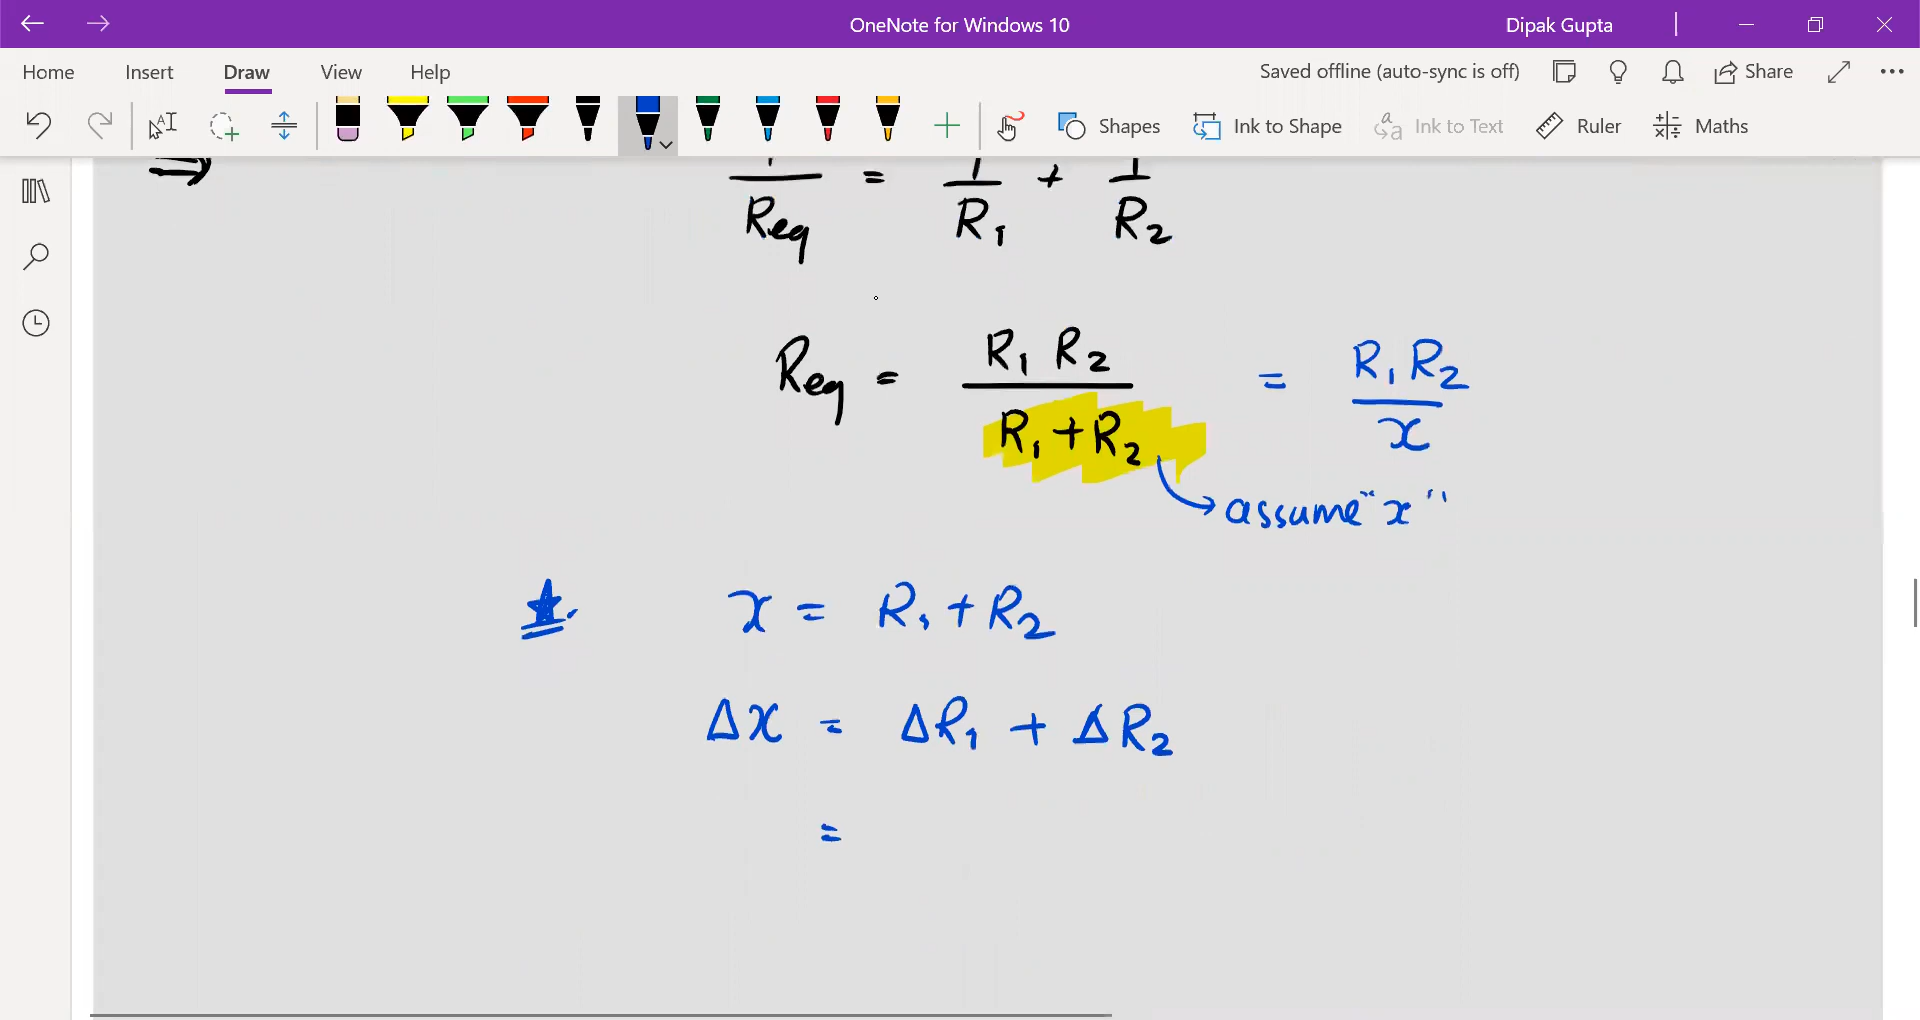 OneNote for Windows 10 Dipak Gupta
Home Insert Draw View Help Saved offline (auto-sync is off) Share
Shapes Ink to Shape Ink to Text Ruler Maths
1/Req = 1/R₁ + 1/R₂
Req = R₁ R₂ / R₁ + R₂ = R₁ R₂ / x
assume "x"
x = R₁ + R₂
Δx = ΔR₁ + ΔR₂
=